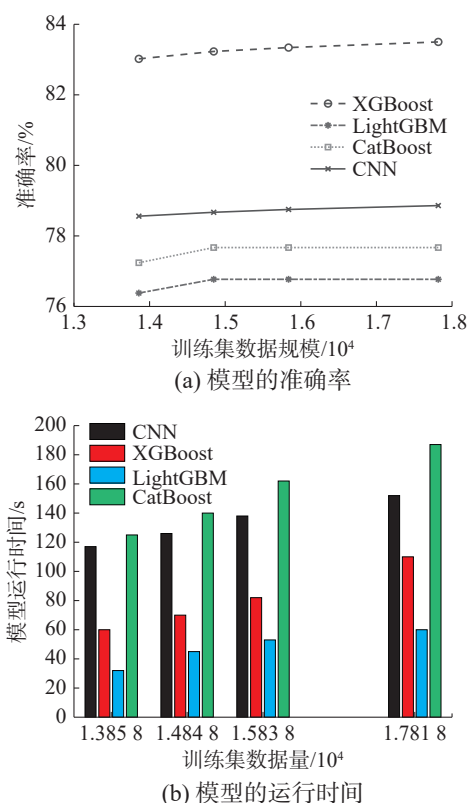 84
82
80
78
76
准确率/%
XGBoost
LightGBM
CatBoost
CNN
1.3 1.4 1.5 1.6 1.7 1.8
训练集数据规模/10⁴
(a) 模型的准确率
200
180
160
140
120
100
80
60
40
20
0
模型运行时间/s
CNN
XGBoost
LightGBM
CatBoost
1.385 8 1.484 8 1.583 8 1.781 8
训练集数据量/10⁴
(b) 模型的运行时间